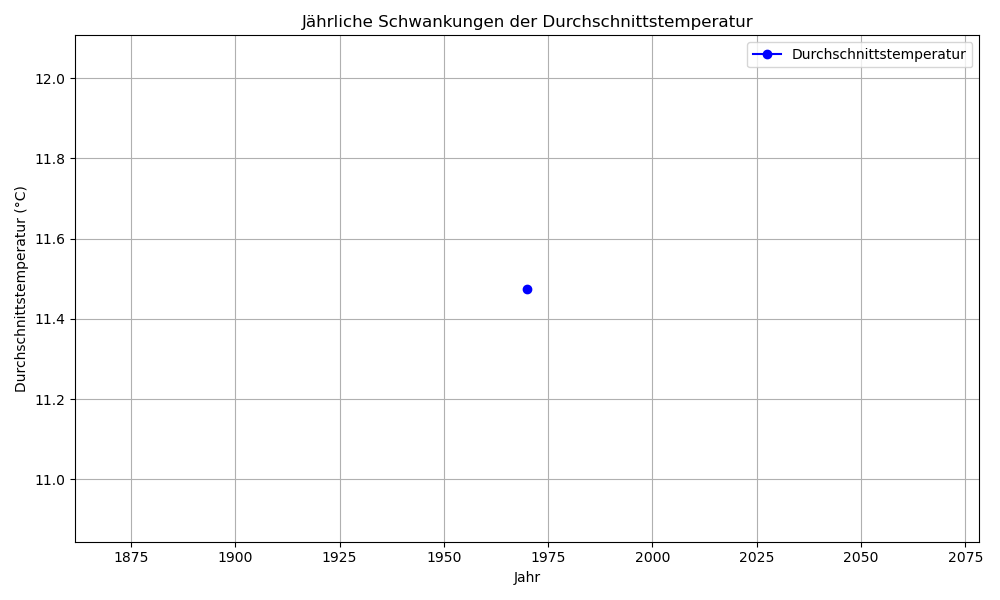 Jährliche Schwankungen der Durchschnittstemperatur
Durchschnittstemperatur
Durchschnittstemperatur (°C)
12.0
11.8
11.6
11.4
11.2
11.0
1875 1900 1925 1950 1975 2000 2025 2050 2075
Jahr